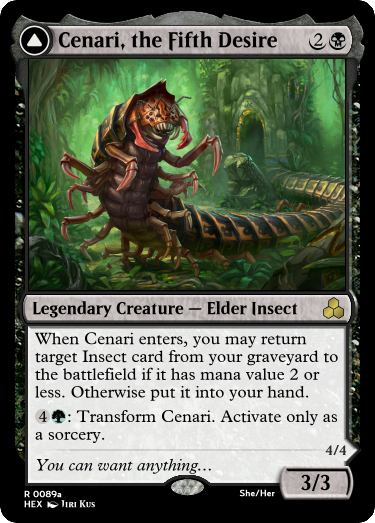 Cenari, the Fifth Desire 2
Legendary Creature — Elder Insect
When Cenari enters, you may return
target Insect card from your graveyard to
the battlefield if it has mana value 2 or
less. Otherwise put it into your hand.
4: Transform Cenari. Activate only as
a sorcery.
4/4
You can want anything…
3/3
R 0089a
She/Her
HEX Jiri Kus